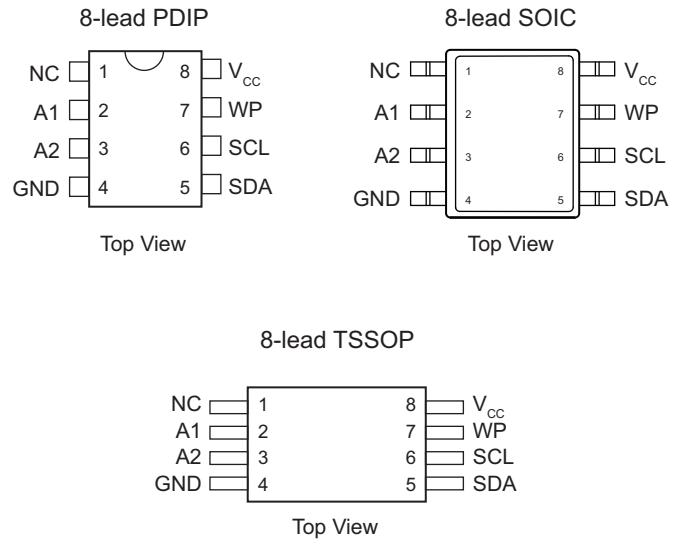 8-lead PDIP
NC 1 8 VCC
A1 2 7 WP
A2 3 6 SCL
GND 4 5 SDA
Top View
8-lead SOIC
NC 1 8 VCC
A1 2 7 WP
A2 3 6 SCL
GND 4 5 SDA
Top View
8-lead TSSOP
NC 1 8 VCC
A1 2 7 WP
A2 3 6 SCL
GND 4 5 SDA
Top View